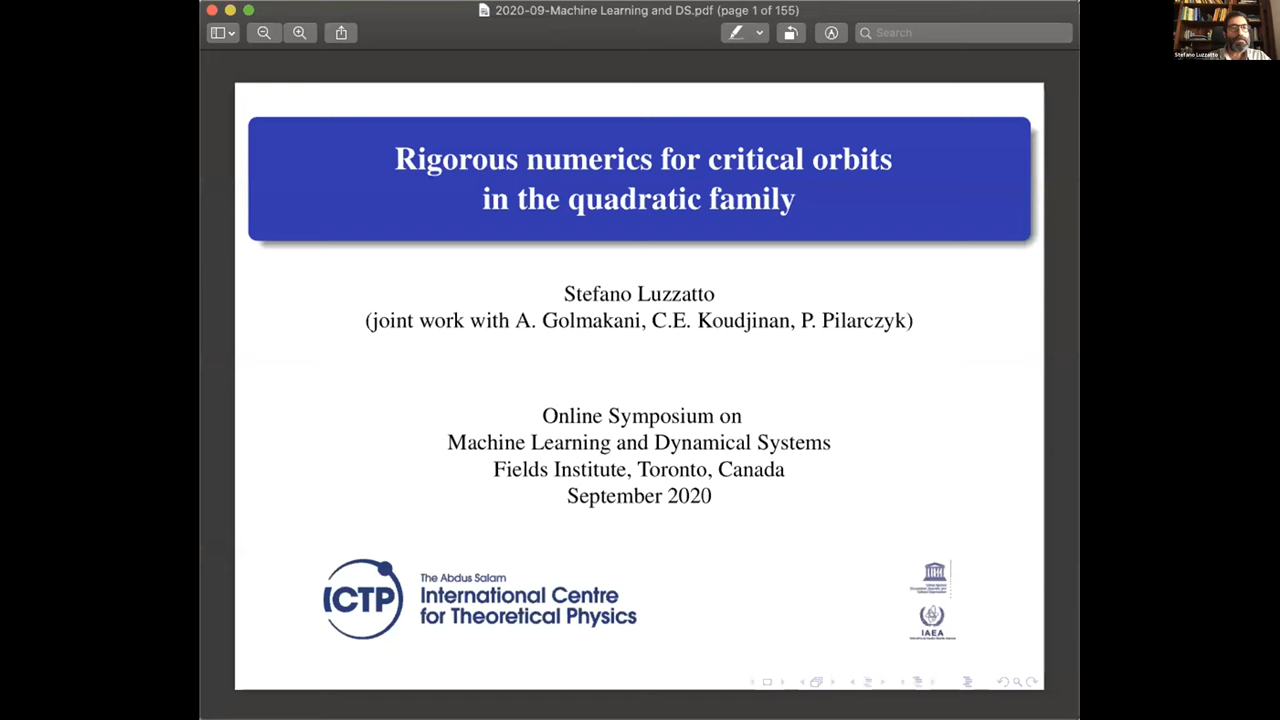 2020-09-Machine Learning and DS.pdf (page 1 of 155)
Search
Stefano Luzzatto
Rigorous numerics for critical orbits
in the quadratic family
Stefano Luzzatto
(joint work with A. Golmakani, C.E. Koudjinan, P. Pilarczyk)
Online Symposium on
Machine Learning and Dynamical Systems
Fields Institute, Toronto, Canada
September 2020
ICTP
The Abdus Salam
International Centre
for Theoretical Physics
IAEA